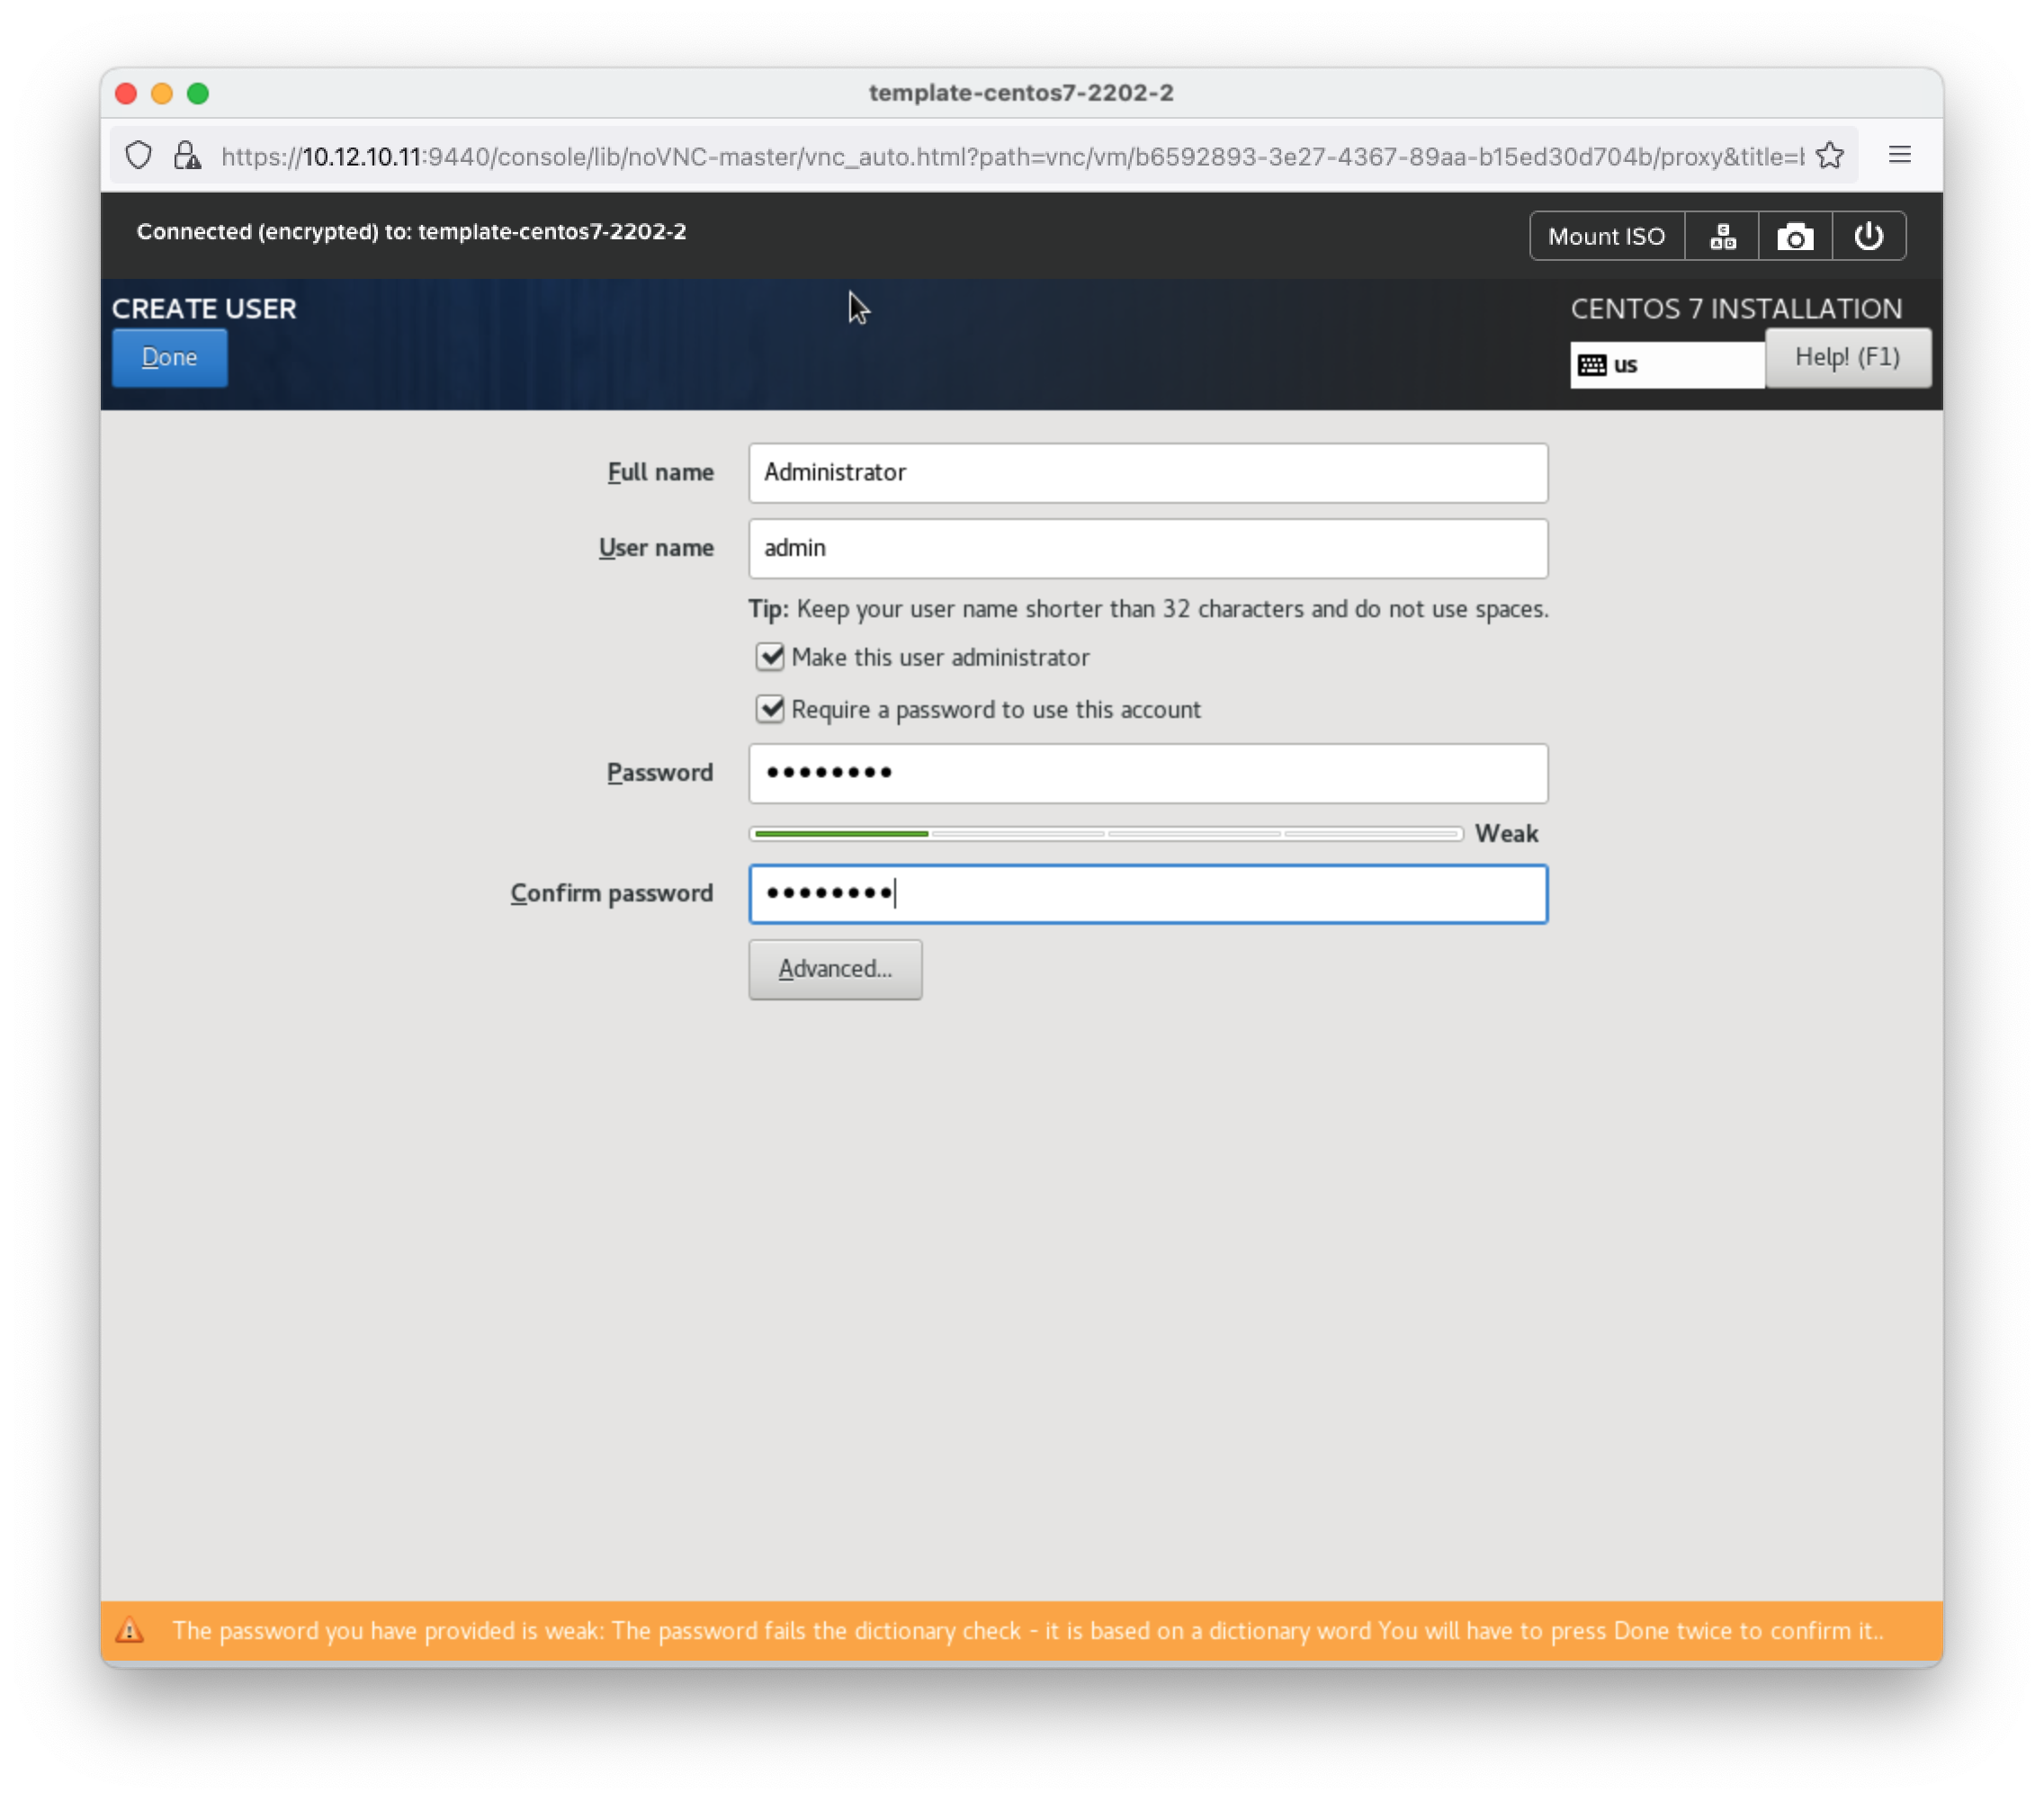 template-centos7-2202-2
https://10.12.10.11:9440/console/lib/noVNC-master/vnc_auto.html?path=vnc/vm/b6592893-3e27-4367-89aa-b15ed30d704b/proxy&title=
Connected (encrypted) to: template-centos7-2202-2
Mount ISO
CREATE USER
CENTOS 7 INSTALLATION
Done
us
Help! (F1)
Full name
Administrator
User name
admin
Tip: Keep your user name shorter than 32 characters and do not use spaces.
Make this user administrator
Require a password to use this account
Password
••••••••
Weak
Confirm password
••••••••
Advanced...
The password you have provided is weak: The password fails the dictionary check - it is based on a dictionary word You will have to press Done twice to confirm it..